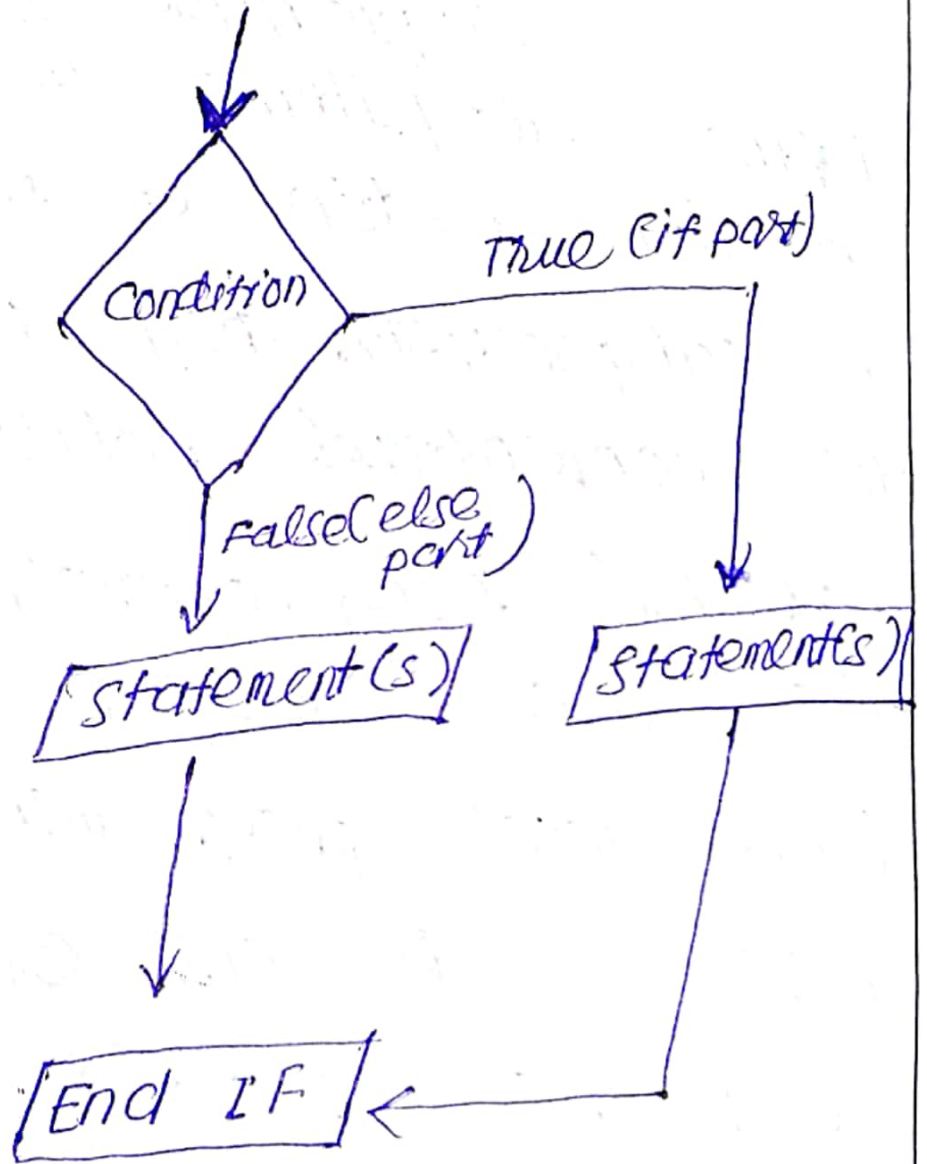 Condition
True (if part)
False(else
part)
Statement(s)
Statement(s)
End IF